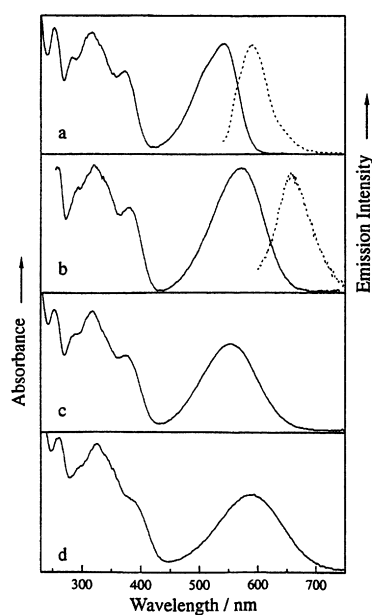 a
b
c
d
Absorbance →
Emission Intensity →
300 400 500 600 700
Wavelength / nm